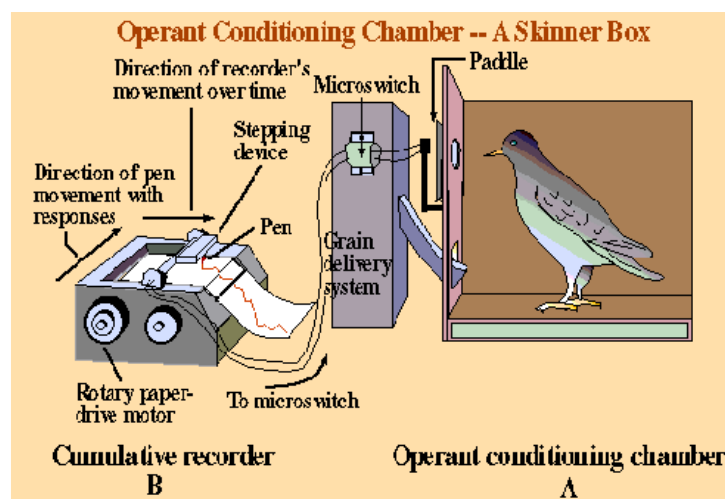 Operant Conditioning Chamber -- A Skinner Box
Direction of recorder's
movement over time
Microswitch
Paddle
Stepping
device
Direction of pen
movement with
responses
Pen
Grain
delivery
system
Rotary paper-
drive motor
To microswitch
Cumulative recorder
B
Operant conditioning chamber
A